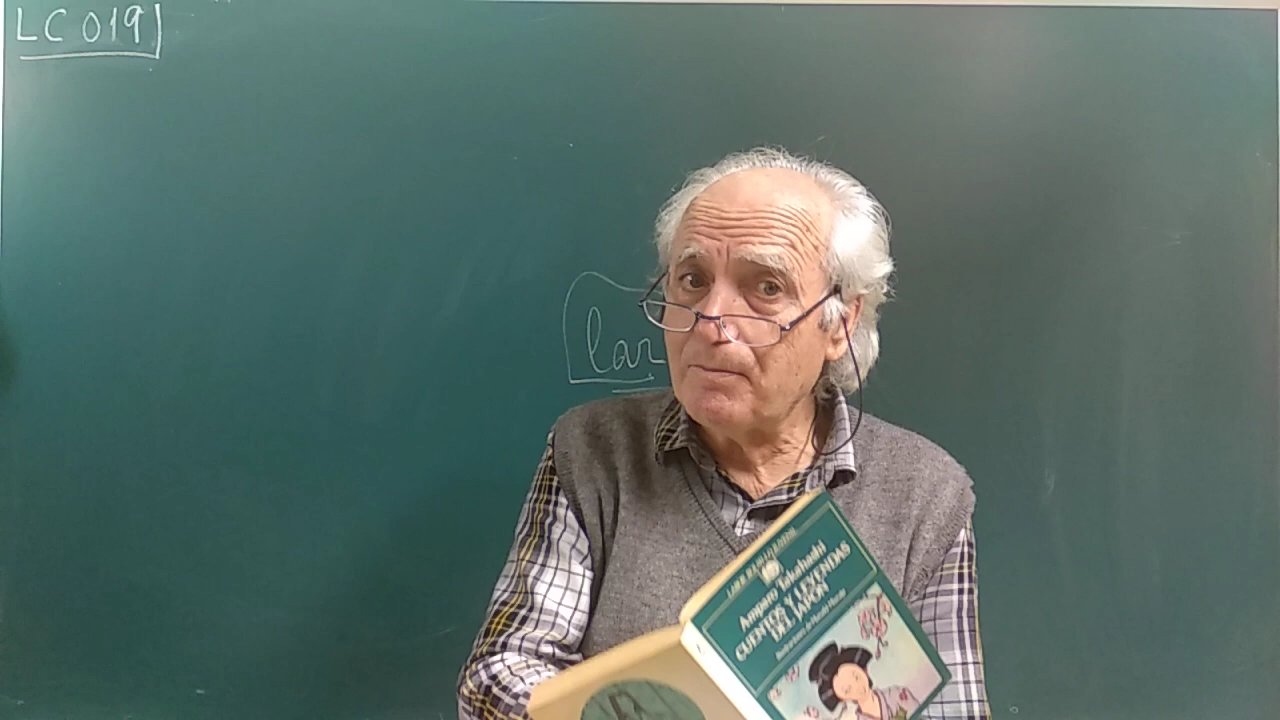 LC 019
lar
Amparo Takahashi
CUENTOS Y LEYENDAS
DEL JAPÓN